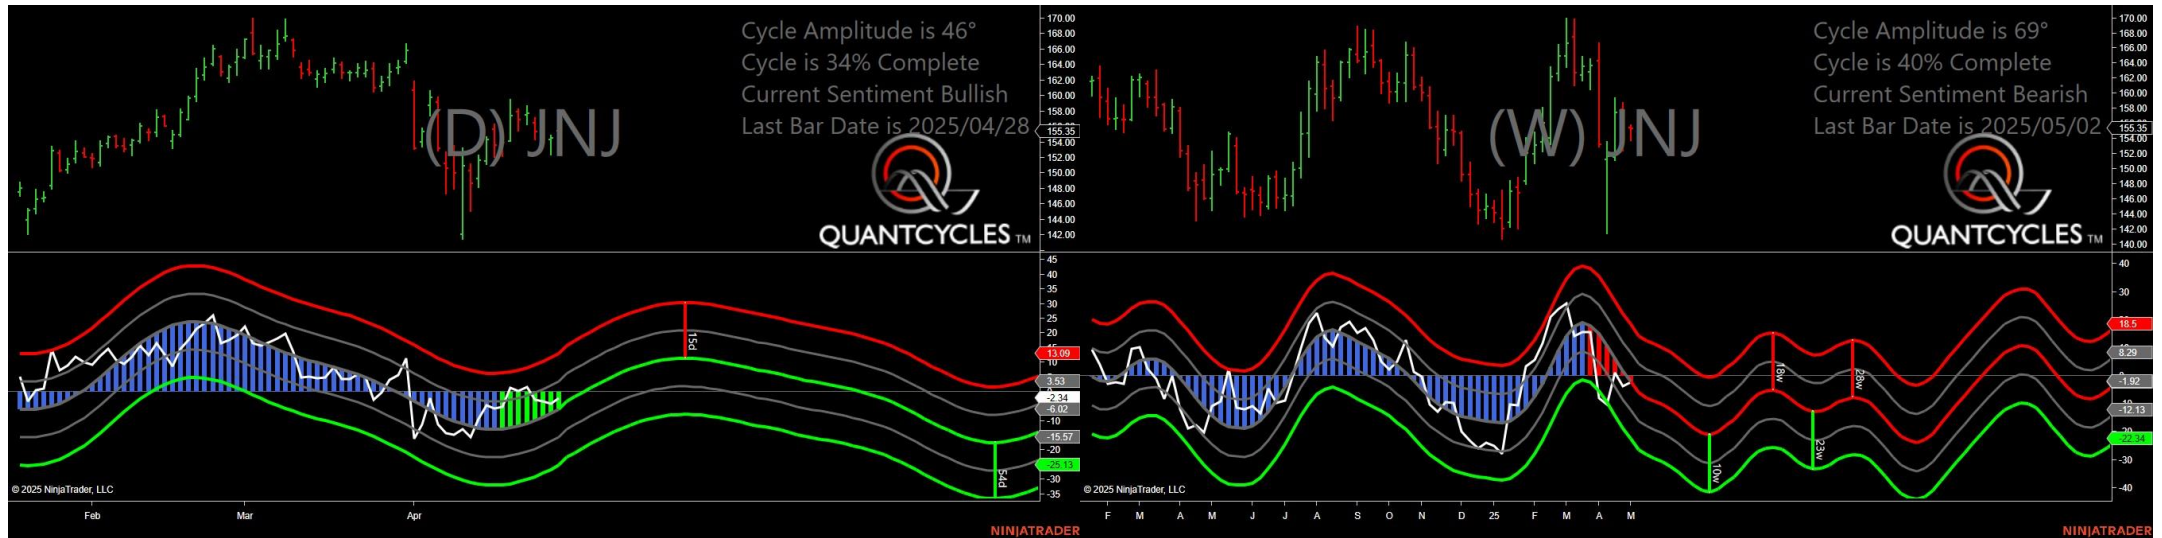 Cycle Amplitude is 46°
Cycle is 34% Complete
Current Sentiment Bullish
Last Bar Date is 2025/04/28
(D) JNJ
QUANTCYCLES TM
170.00
168.00
166.00
164.00
162.00
160.00
158.00
155.35
154.00
152.00
150.00
148.00
146.00
144.00
142.00
45
40
35
30
25
20
15
13.09
3.53
-2.34
-6.02
-10
-15.57
-25.13
-30
-35
15d
54d
© 2025 NinjaTrader, LLC
Feb Mar Apr
NINJATRADER
Cycle Amplitude is 69°
Cycle is 40% Complete
Current Sentiment Bearish
Last Bar Date is 2025/05/02
(W) JNJ
QUANTCYCLES TM
170.00
168.00
166.00
164.00
162.00
160.00
158.00
155.35
154.00
152.00
150.00
148.00
146.00
144.00
142.00
140.00
40
30
18.5
8.29
-1.92
-12.13
-22.34
-30
-40
10w
18w
23w
28w
© 2025 NinjaTrader, LLC
F M A M J J A S O N D 25 F M A M
NINJATRADER